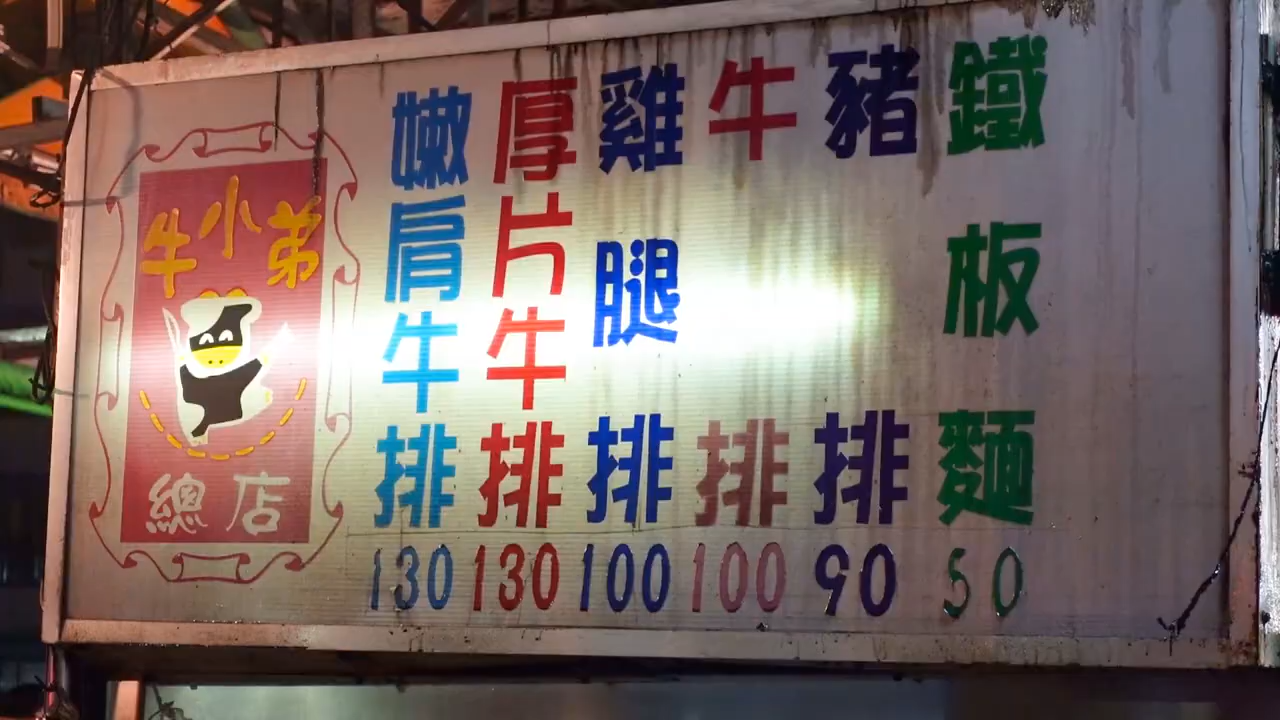 牛小弟
總店
嫩肩牛排 130
厚片牛排 130
雞腿排 100
牛排 100
豬排 90
鐵板麵 50